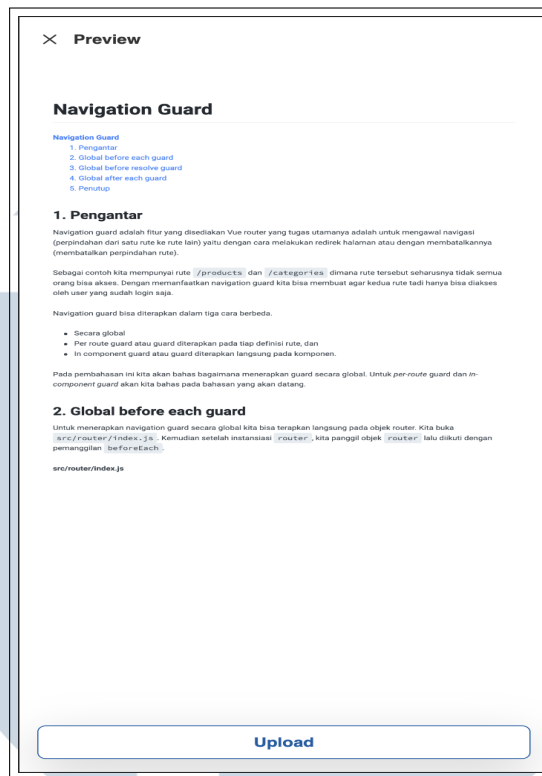 × Preview
Navigation Guard
Navigation Guard
1. Pengantar
2. Global before each guard
3. Global before resolve guard
4. Global after each guard
5. Penutup
1. Pengantar
Navigation guard adalah fitur yang disediakan Vue router yang tugas utamanya adalah untuk mengawal navigasi
(perpindahan dari satu rute ke rute lain) yaitu dengan cara melakukan redirek halaman atau dengan membatalkannya
(membatalkan perpindahan rute).
Sebagai contoh kita mempunyai rute /products dan /categories dimana rute tersebut seharusnya tidak semua
orang bisa akses. Dengan memanfaatkan navigation guard kita bisa membuat agar kedua rute tadi hanya bisa diakses
oleh user yang sudah login saja.
Navigation guard bisa diterapkan dalam tiga cara berbeda.
• Secara global
• Per route guard atau guard diterapkan pada tiap definisi rute, dan
• In component guard atau guard diterapkan langsung pada komponen.
Pada pembahasan ini kita akan bahas bagaimana menerapkan guard secara global. Untuk per-route guard dan in-
component guard akan kita bahas pada bahasan yang akan datang.
2. Global before each guard
Untuk menerapkan navigation guard secara global kita bisa terapkan langsung pada objek router. Kita buka
src/router/index.js. Kemudian setelah instansiasi router, kita panggil objek router lalu diikuti dengan
pemanggilan beforeEach.
src/router/index.js
Upload